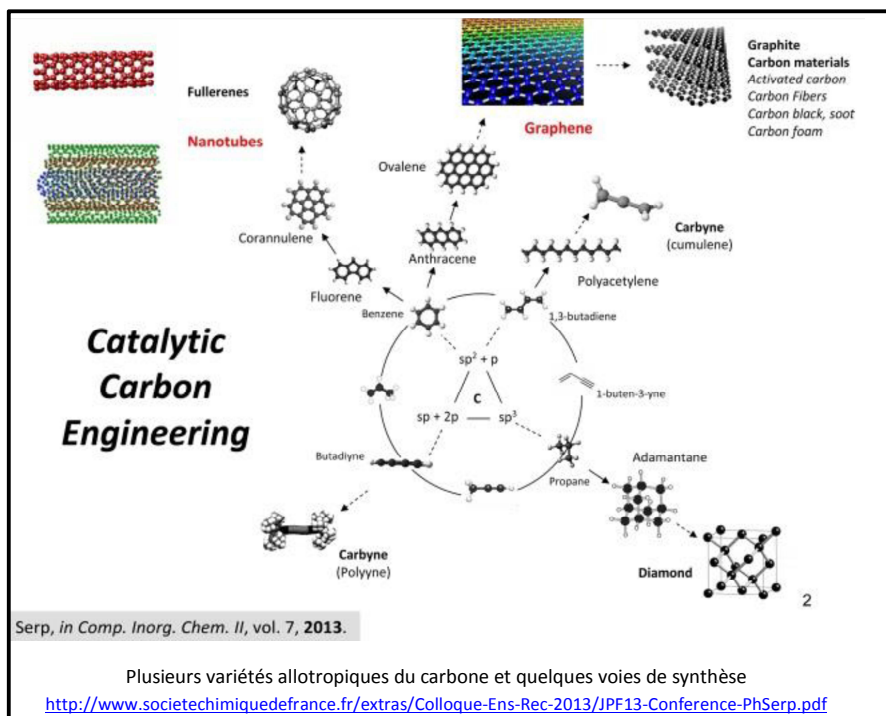 Graphite
Carbon materials
Activated carbon
Carbon Fibers
Carbon black, soot
Carbon foam
Fullerenes
Nanotubes
Graphene
Ovalene
Corannulene
Anthracene
Carbyne
(cumulene)
Polyacetylene
Fluorene
Benzene
1,3-butadiene
Catalytic
Carbon
Engineering
sp² + p
C
sp + 2p
sp³
1-buten-3-yne
Butadiyne
Propane
Adamantane
Carbyne
(Polyyne)
Diamond
2
Serp, in Comp. Inorg. Chem. II, vol. 7, 2013.
Plusieurs variétés allotropiques du carbone et quelques voies de synthèse
http://www.societechimiquedefrance.fr/extras/Colloque-Ens-Rec-2013/JPF13-Conference-PhSerp.pdf